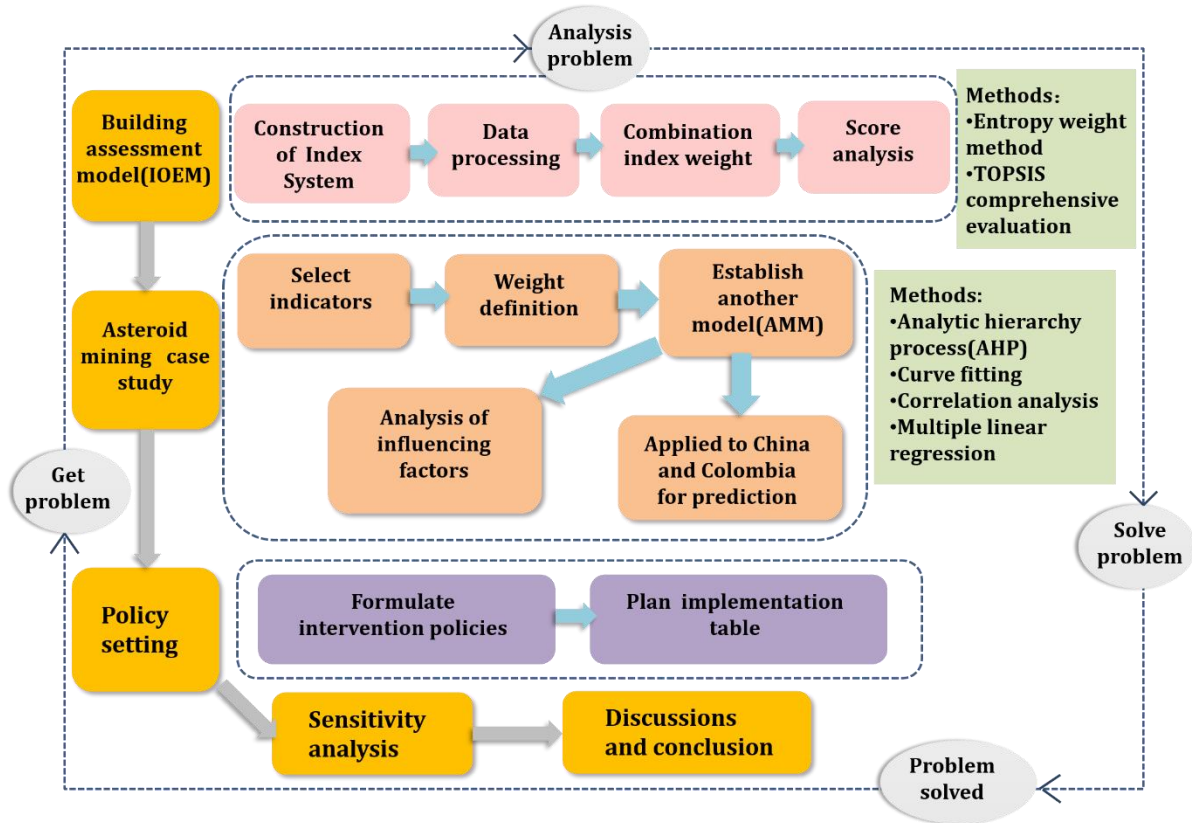 Analysis
problem
Building
assessment
model(IOEM)
Construction
of Index
System
Data
processing
Combination
index weight
Score
analysis
Methods：
•Entropy weight
method
•TOPSIS
comprehensive
evaluation
Asteroid
mining case
study
Select
indicators
Weight
definition
Establish
another
model(AMM)
Analysis of
influencing
factors
Applied to China
and Colombia
for prediction
Methods:
•Analytic hierarchy
process(AHP)
•Curve fitting
•Correlation analysis
•Multiple linear
regression
Get
problem
Solve
problem
Policy
setting
Formulate
intervention policies
Plan implementation
table
Sensitivity
analysis
Discussions
and conclusion
Problem
solved